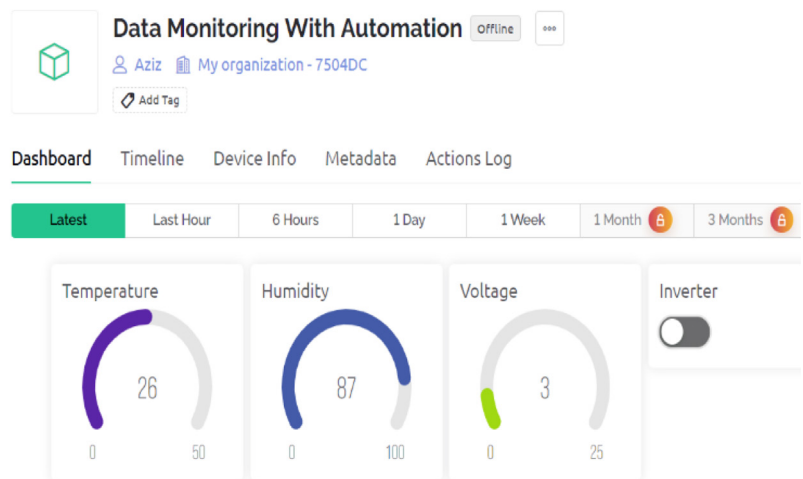 Data Monitoring With Automation Offline
Aziz My organization - 7504DC
Add Tag
Dashboard Timeline Device Info Metadata Actions Log
Latest Last Hour 6 Hours 1 Day 1 Week 1 Month 3 Months
Temperature Humidity Voltage Inverter
26 87 3
0 50 0 100 0 25